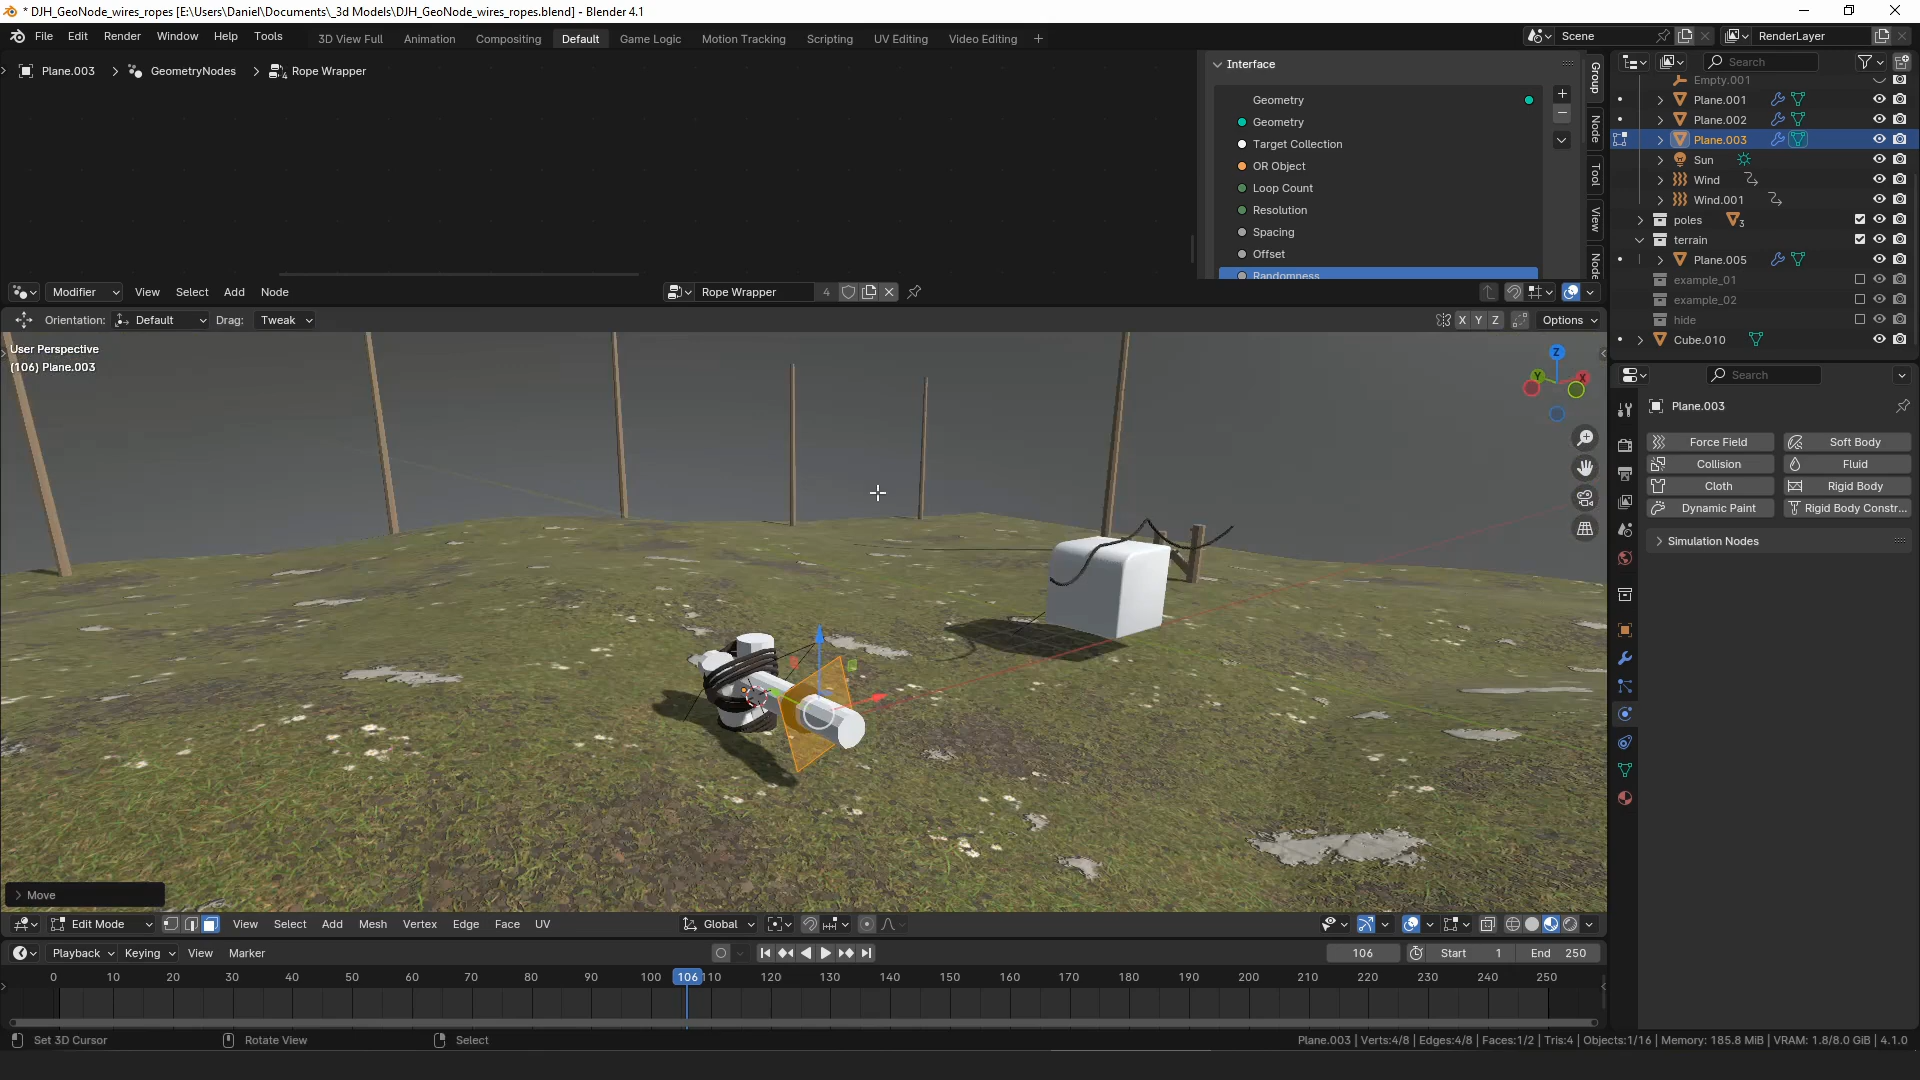 * DJH_GeoNode_wires_ropes [E:\Users\Daniel\Documents\_3d Models\DJH_GeoNode_wires_ropes.blend] - Blender 4.1
File Edit Render Window Help Tools 3D View Full Animation Compositing Default Game Logic Motion Tracking Scripting UV Editing Video Editing + Scene RenderLayer
Plane.003 > GeometryNodes > Rope Wrapper
Interface
Geometry
Geometry
Target Collection
OR Object
Loop Count
Resolution
Spacing
Offset
Randomness
Group
Node
Tool
View
Node
Search
Empty.001
Plane.001
Plane.002
Plane.003
Sun
Wind
Wind.001
poles 3
terrain
Plane.005
example_01
example_02
hide
Cube.010
Modifier View Select Add Node Rope Wrapper 4
Orientation: Default Drag: Tweak X Y Z Options
User Perspective
(106) Plane.003
Z
Y X
Search
Plane.003
Force Field Soft Body
Collision Fluid
Cloth Rigid Body
Dynamic Paint Rigid Body Constr...
Simulation Nodes
Move
Edit Mode View Select Add Mesh Vertex Edge Face UV Global
Playback Keying View Marker 106 Start 1 End 250
0 10 20 30 40 50 60 70 80 90 100 106 110 120 130 140 150 160 170 180 190 200 210 220 230 240 250
Set 3D Cursor Rotate View Select Plane.003 | Verts:4/8 | Edges:4/8 | Faces:1/2 | Tris:4 | Objects:1/16 | Memory: 185.8 MiB | VRAM: 1.8/8.0 GiB | 4.1.0